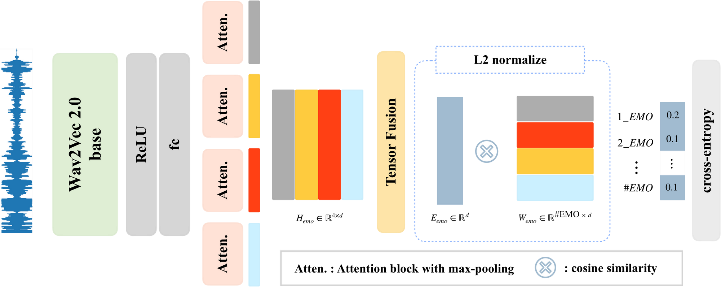 Wav2Vec 2.0
base
ReLU
fc
Atten.
Atten.
Atten.
Atten.
H_emo ∈ ℝ^{4×d}
Tensor Fusion
L2 normalize
E_emo ∈ ℝ^d
W_emo ∈ ℝ^{#EMO × d}
1_EMO 0.2
2_EMO 0.1
⋮ ...
#EMO 0.1
cross-entropy
Atten. : Attention block with max-pooling ⊗ : cosine similarity